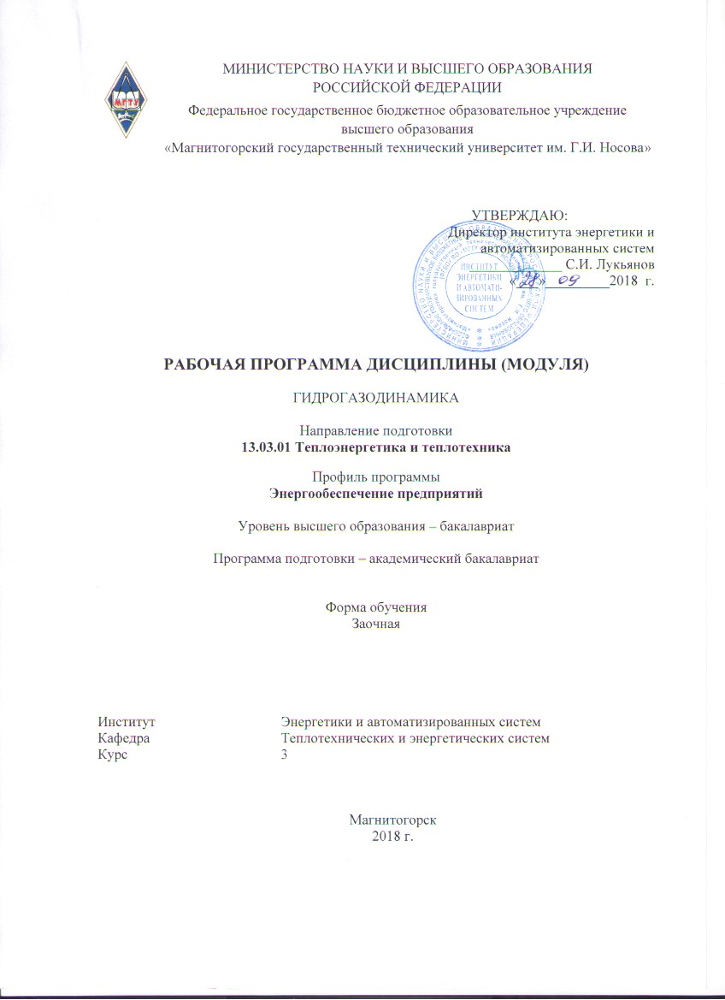 МГТУ
МИНИСТЕРСТВО НАУКИ И ВЫСШЕГО ОБРАЗОВАНИЯ
РОССИЙСКОЙ ФЕДЕРАЦИИ
Федеральное государственное бюджетное образовательное учреждение
высшего образования
«Магнитогорский государственный технический университет им. Г.И. Носова»
УТВЕРЖДАЮ:
Директор института энергетики и
автоматизированных систем
С.И. Лукьянов
«28» 09 2018 г.
ИНСТИТУТ
ЭНЕРГЕТИКИ
И АВТОМАТИ-
ЗИРОВАННЫХ
СИСТЕМ
РАБОЧАЯ ПРОГРАММА ДИСЦИПЛИНЫ (МОДУЛЯ)
ГИДРОГАЗОДИНАМИКА
Направление подготовки
13.03.01 Теплоэнергетика и теплотехника
Профиль программы
Энергообеспечение предприятий
Уровень высшего образования – бакалавриат
Программа подготовки – академический бакалавриат
Форма обучения
Заочная
Институт Энергетики и автоматизированных систем
Кафедра Теплотехнических и энергетических систем
Курс 3
Магнитогорск
2018 г.